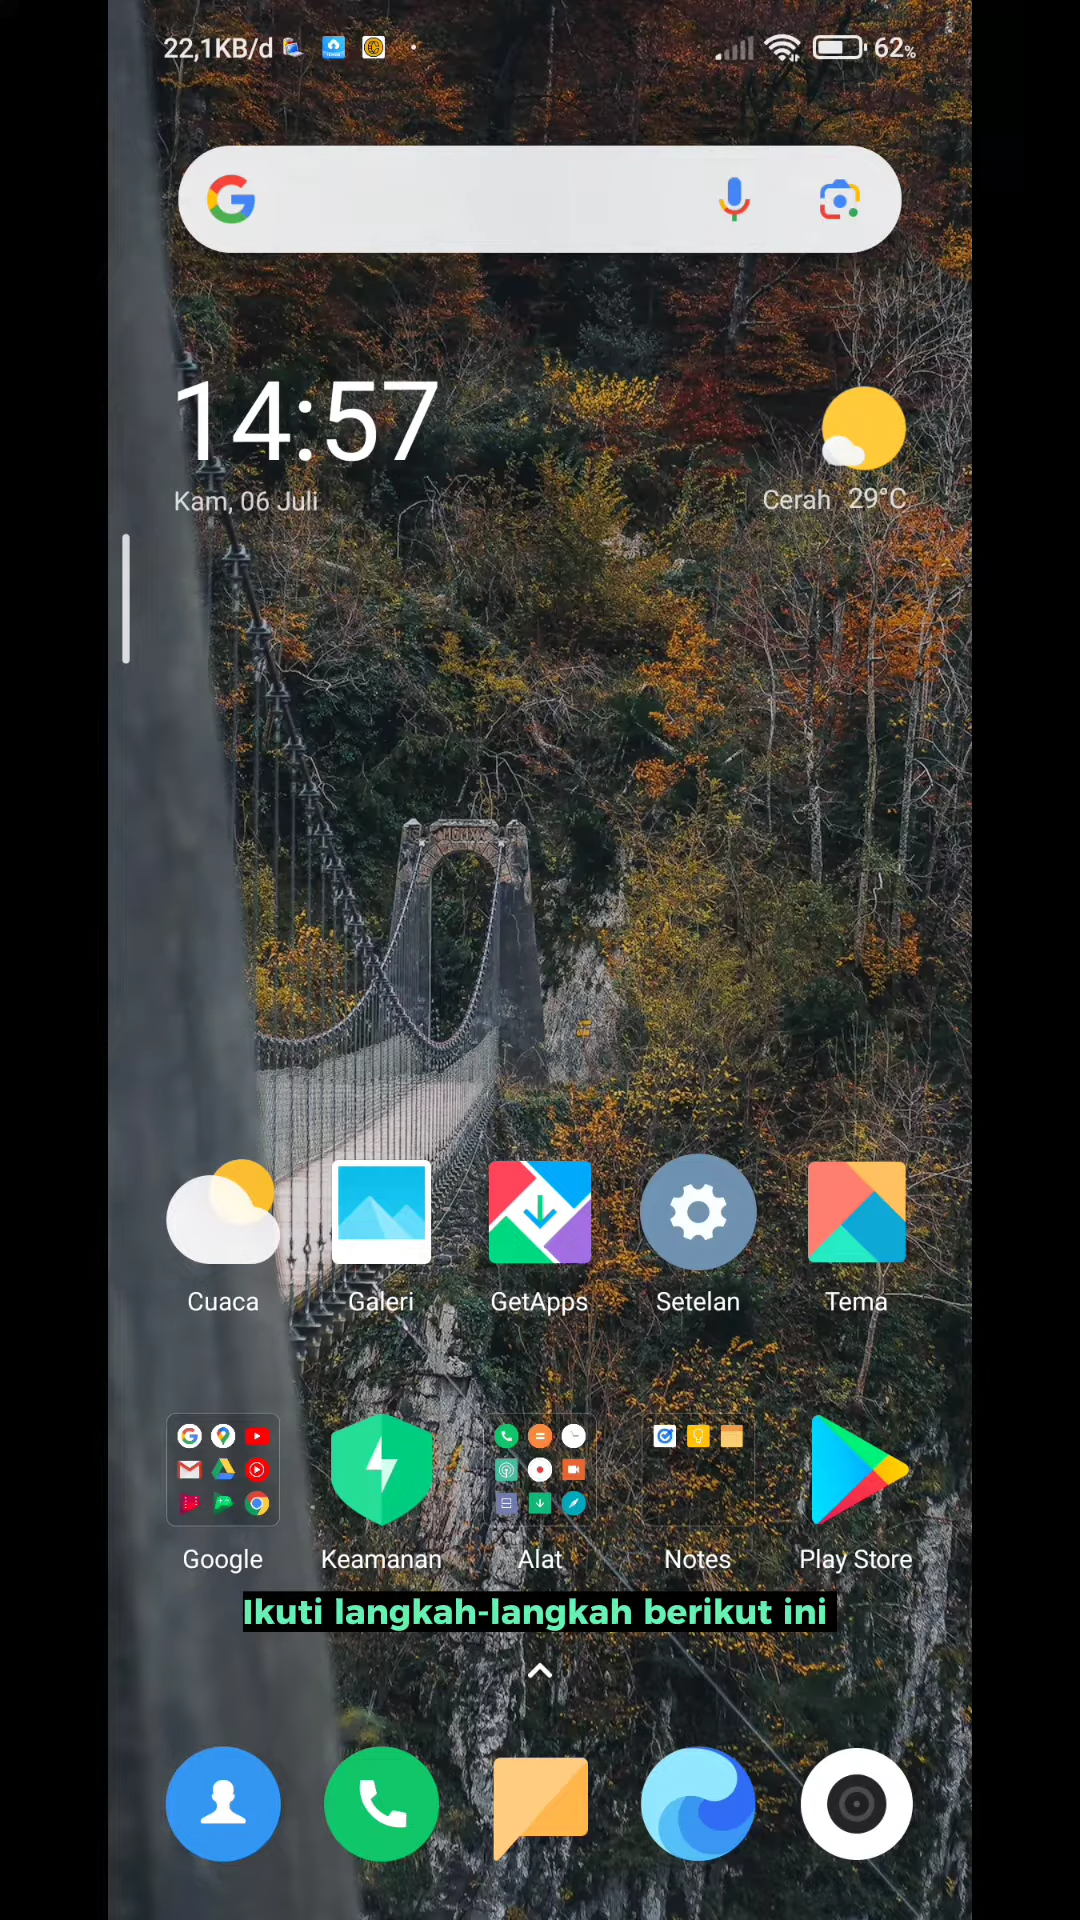 22,1KB/d
62%
14:57
Kam, 06 Juli
Cerah 29°C
MCMXX
Cuaca
Galeri
GetApps
Setelan
Tema
Google
Keamanan
Alat
Notes
Play Store
Ikuti langkah-langkah berikut ini